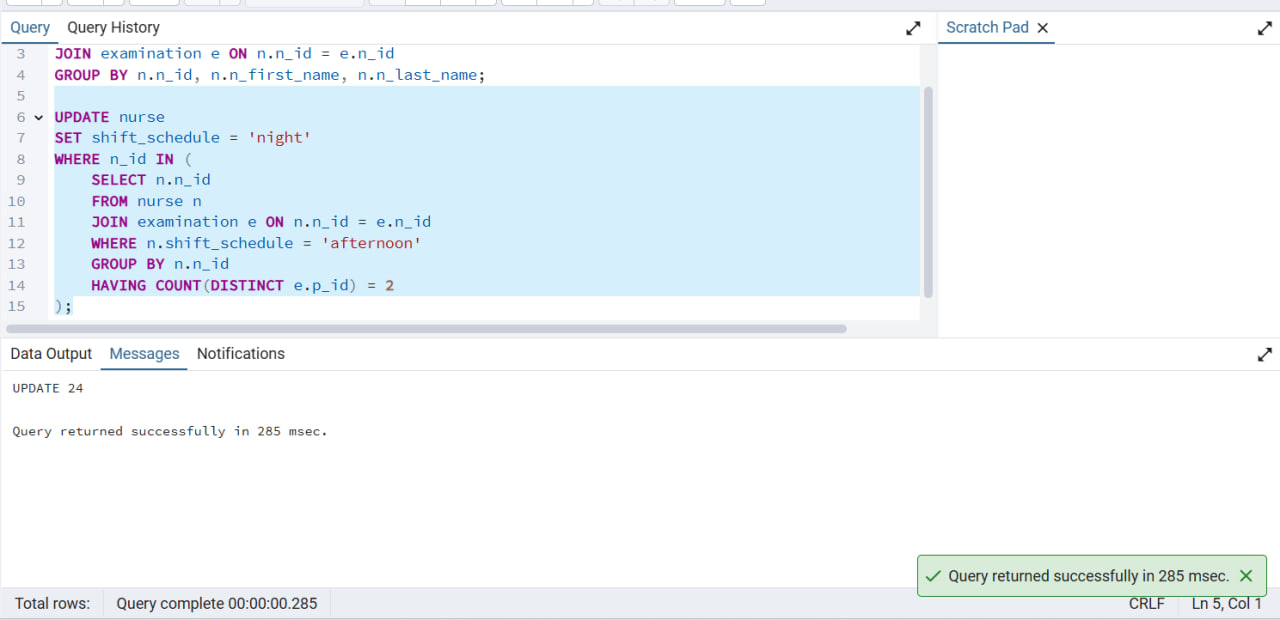 Query Query History
Scratch Pad
3 JOIN examination e ON n.n_id = e.n_id
4 GROUP BY n.n_id, n.n_first_name, n.n_last_name;
5
6 UPDATE nurse
7 SET shift_schedule = 'night'
8 WHERE n_id IN (
9 SELECT n.n_id
10 FROM nurse n
11 JOIN examination e ON n.n_id = e.n_id
12 WHERE n.shift_schedule = 'afternoon'
13 GROUP BY n.n_id
14 HAVING COUNT(DISTINCT e.p_id) = 2
15 );
Data Output Messages Notifications
UPDATE 24
Query returned successfully in 285 msec.
Query returned successfully in 285 msec.
Total rows: Query complete 00:00:00.285 CRLF Ln 5, Col 1